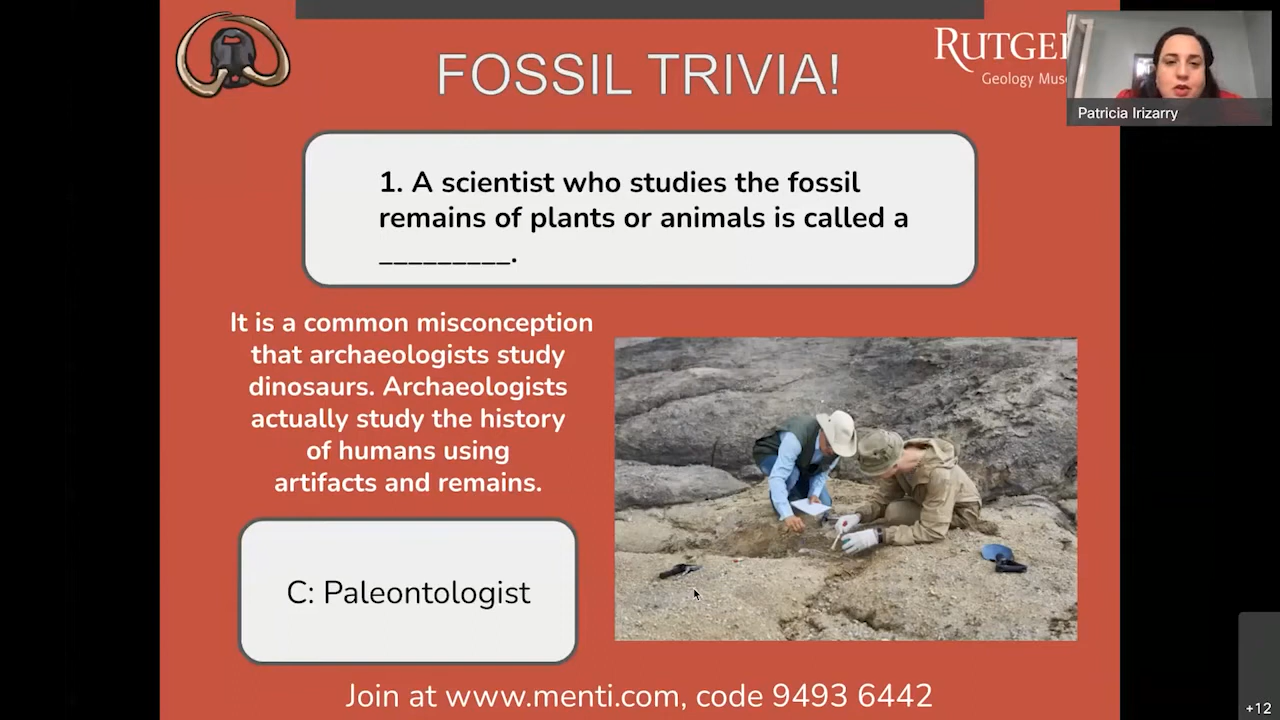 FOSSIL TRIVIA!
RUTGE
Geology Mus
Patricia Irizarry
1. A scientist who studies the fossil
remains of plants or animals is called a
_________.
It is a common misconception
that archaeologists study
dinosaurs. Archaeologists
actually study the history
of humans using
artifacts and remains.
C: Paleontologist
Join at www.menti.com, code 9493 6442
+12